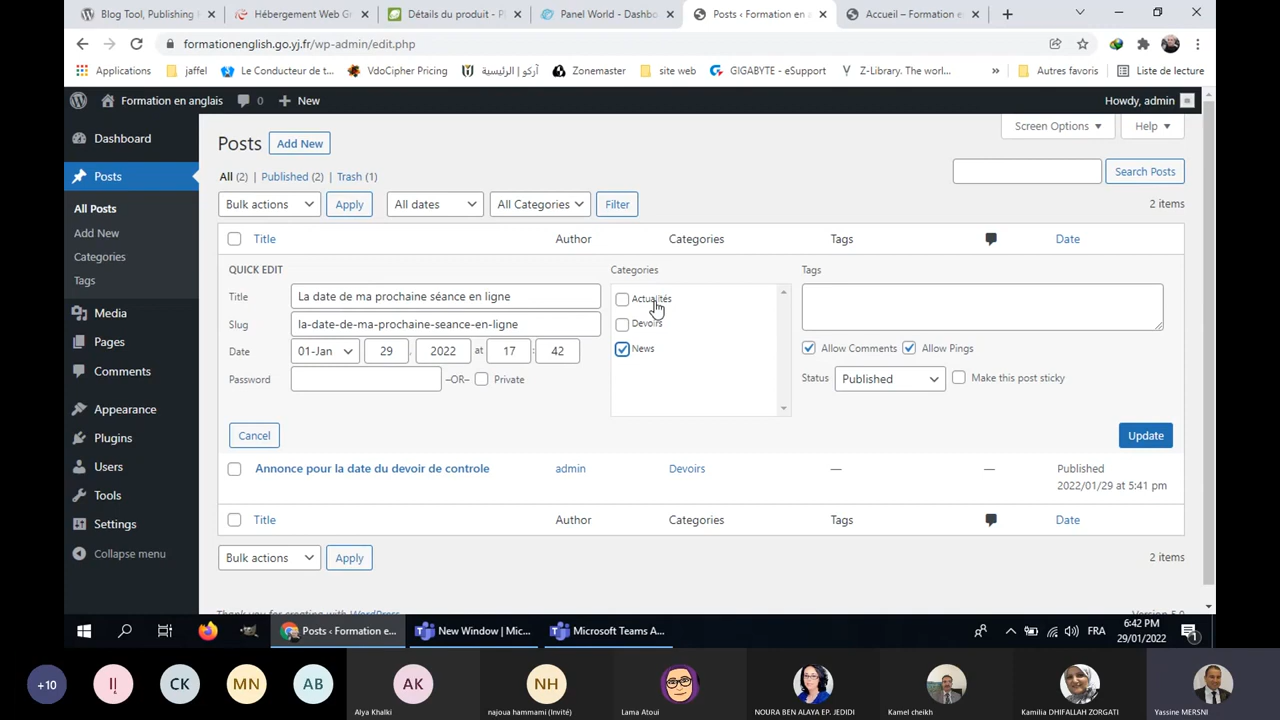 Blog Tool, Publishing
Hébergement Web G
Détails du produit - P
Panel World - Dashbo
Posts ‹ Formation en a
Accueil – Formation e
formationenglish.go.yj.fr/wp-admin/edit.php
Applications
jaffel
Le Conducteur de t...
VdoCipher Pricing
آركو | الرئيسية
Zonemaster
site web
GIGABYTE - eSupport
Z-Library. The worl...
»
Autres favoris
Liste de lecture
Formation en anglais
0
New
Howdy, admin
Dashboard
Posts
All Posts
Add New
Categories
Tags
Media
Pages
Comments
Appearance
Plugins
Users
Tools
Settings
Collapse menu
Posts
Add New
Screen Options
Help
All (2) | Published (2) | Trash (1)
Search Posts
Bulk actions
Apply
All dates
All Categories
Filter
2 items
Title
Author
Categories
Tags
Date
QUICK EDIT
Categories
Tags
Title
La date de ma prochaine séance en ligne
Slug
la-date-de-ma-prochaine-seance-en-ligne
Date
01-Jan
29
, 2022
at
17
: 42
Password
–OR–
Private
Actualités
Devoirs
News
Allow Comments
Allow Pings
Status
Published
Make this post sticky
Cancel
Update
Annonce pour la date du devoir de controle
admin
Devoirs
—
—
Published
2022/01/29 at 5:41 pm
Title
Author
Categories
Tags
Date
Bulk actions
Apply
2 items
Thank you for creating with WordPress
Posts ‹ Formation e...
New Window | Mic...
Microsoft Teams A...
FRA
6:42 PM
29/01/2022
1
+10
CK
MN
AB
AK
Alya Khalki
NH
najoua hammami (Invité)
Lama Atoui
NOURA BEN ALAYA EP. JEDIDI
Kamel cheikh
Kamilia DHIFALLAH ZORGATI
Yassine MERSNI